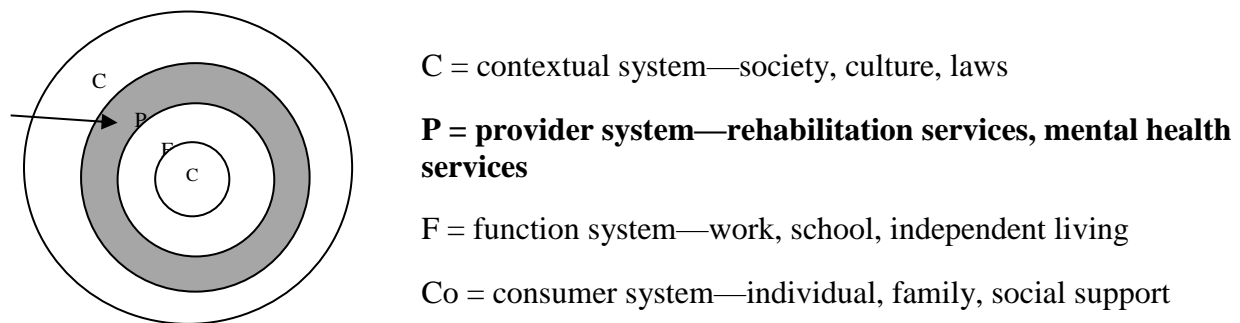 C
P
F
C
C = contextual system—society, culture, laws
P = provider system—rehabilitation services, mental health
services
F = function system—work, school, independent living
Co = consumer system—individual, family, social support